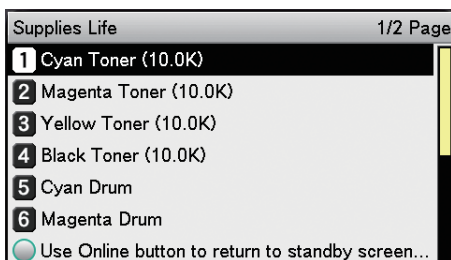 Supplies Life 1/2 Page
1 Cyan Toner (10.0K)
2 Magenta Toner (10.0K)
3 Yellow Toner (10.0K)
4 Black Toner (10.0K)
5 Cyan Drum
6 Magenta Drum
Use Online button to return to standby screen...